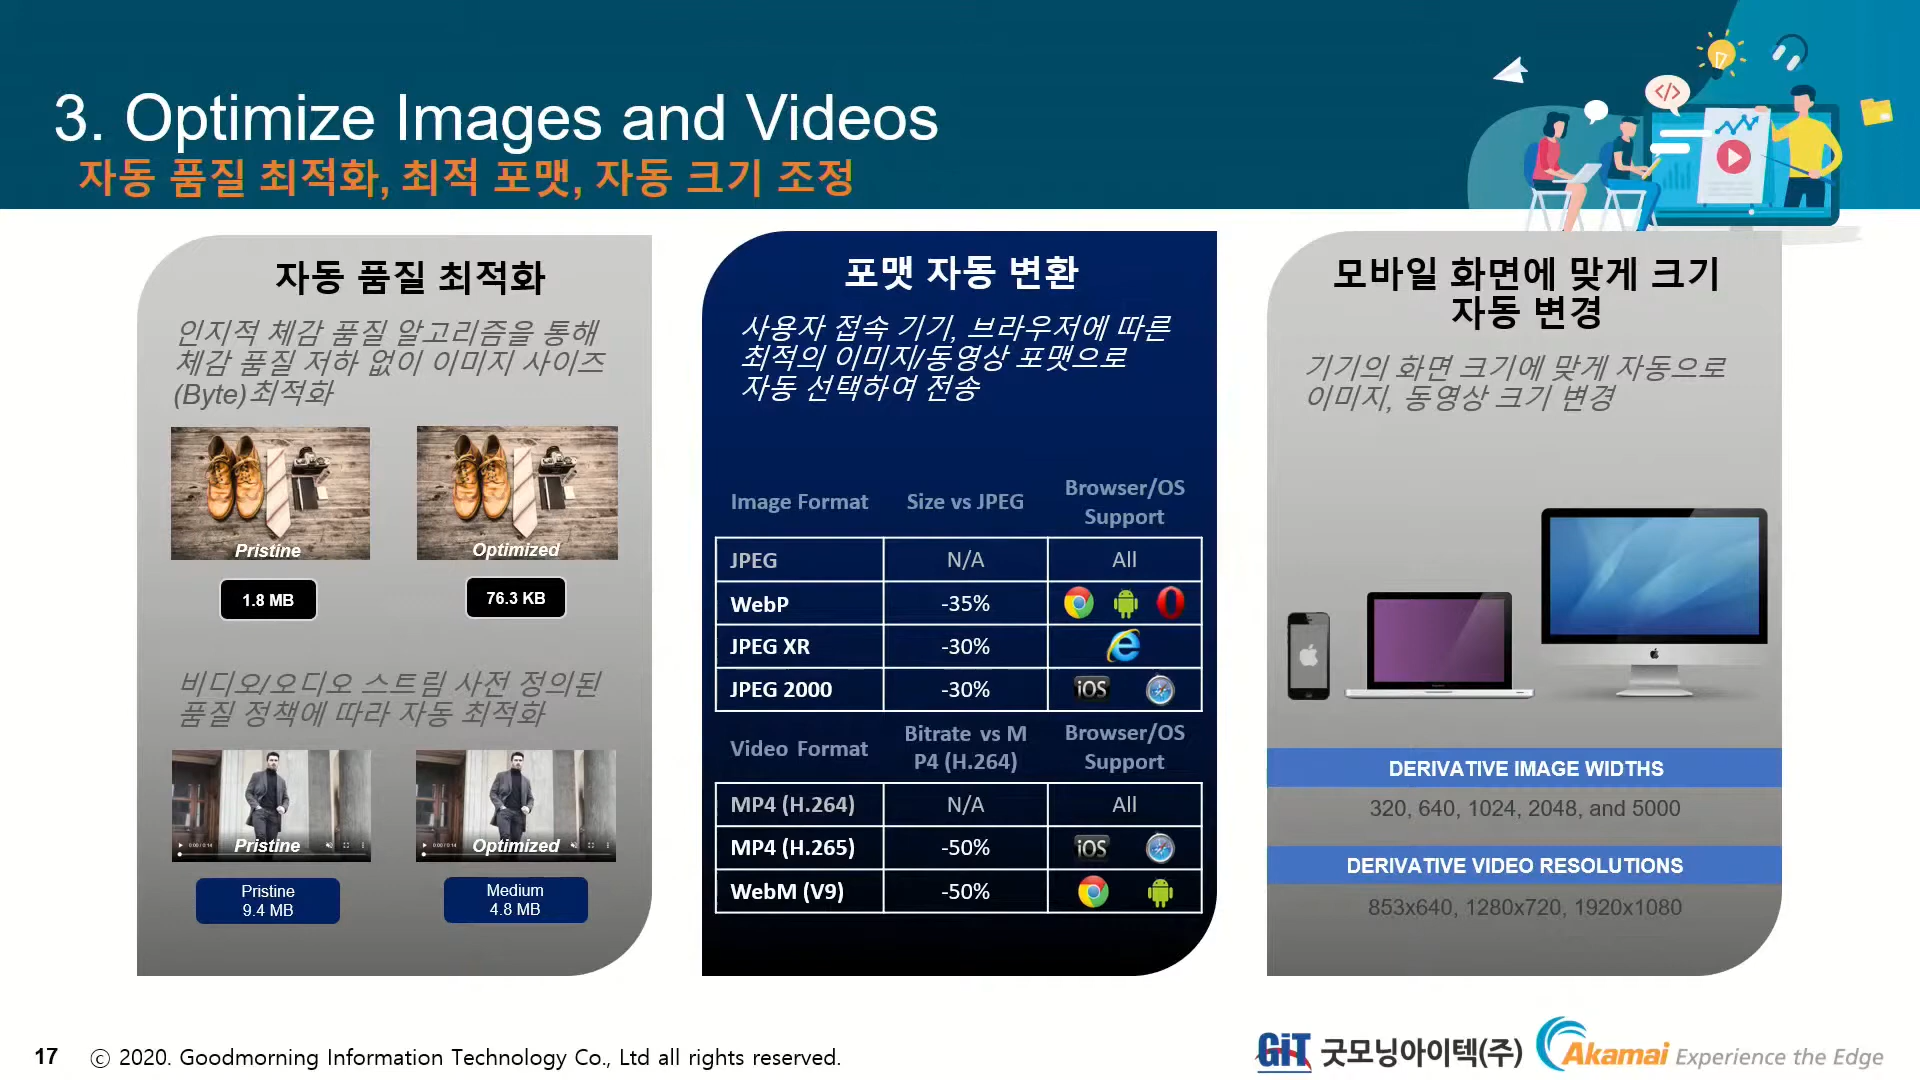 3. Optimize Images and Videos
자동 품질 최적화, 최적 포맷, 자동 크기 조정
</>
자동 품질 최적화
인지적 체감 품질 알고리즘을 통해
체감 품질 저하 없이 이미지 사이즈
(Byte)최적화
Pristine
Optimized
1.8 MB
76.3 KB
비디오/오디오 스트림 사전 정의된
품질 정책에 따라 자동 최적화
0:00 / 0:14
Pristine
0:00 / 0:14
Optimized
Pristine
9.4 MB
Medium
4.8 MB
포맷 자동 변환
사용자 접속 기기, 브라우저에 따른
최적의 이미지/동영상 포맷으로
자동 선택하여 전송
Image Format Size vs JPEG Browser/OS
Support
JPEG N/A All
WebP -35%
JPEG XR -30%
JPEG 2000 -30% iOS
Video Format Bitrate vs M Browser/OS
P4 (H.264) Support
MP4 (H.264) N/A All
MP4 (H.265) -50% iOS
WebM (V9) -50%
모바일 화면에 맞게 크기
자동 변경
기기의 화면 크기에 맞게 자동으로
이미지, 동영상 크기 변경
DERIVATIVE IMAGE WIDTHS
320, 640, 1024, 2048, and 5000
DERIVATIVE VIDEO RESOLUTIONS
853x640, 1280x720, 1920x1080
17 ⓒ 2020. Goodmorning Information Technology Co., Ltd all rights reserved.
GiT 굿모닝아이텍(주) Akamai Experience the Edge